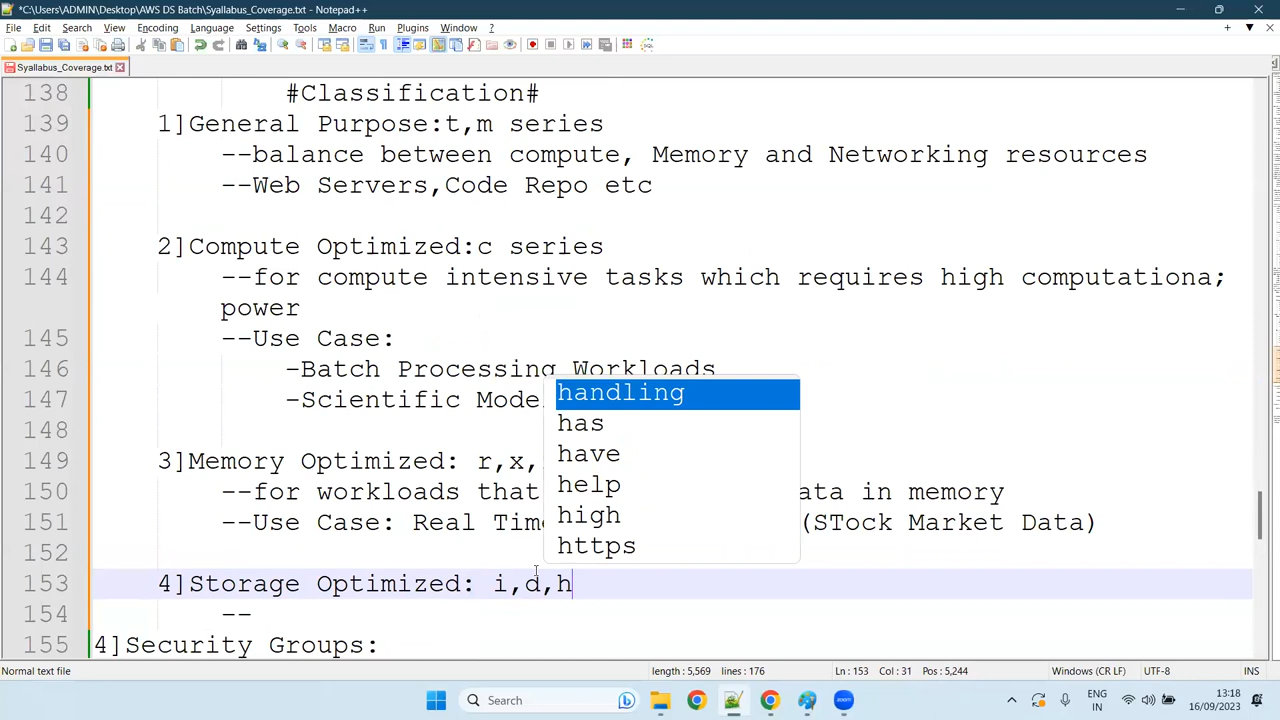 *C:\Users\ADMIN\Desktop\AWS DS Batch\Syallabus_Coverage.txt - Notepad++
File Edit Search View Encoding Language Settings Tools Macro Run Plugins Window ?
Syallabus_Coverage.txt
138 #Classification#
139 1]General Purpose:t,m series
140 --balance between compute, Memory and Networking resources
141 --Web Servers,Code Repo etc
142
143 2]Compute Optimized:c series
144 --for compute intensive tasks which requires high computationa;
power
145 --Use Case:
146 -Batch Processing Workloads
147 -Scientific Mode
148
149 3]Memory Optimized: r,x,
150 --for workloads that ata in memory
151 --Use Case: Real Time (STock Market Data)
152
153 4]Storage Optimized: i,d,h
154 --
155 4]Security Groups:
handling
has
have
help
high
https
Normal text file length : 5,569 lines : 176 Ln : 153 Col : 31 Pos : 5,244 Windows (CR LF) UTF-8 INS
Search zoom ENG IN 13:18 16/09/2023